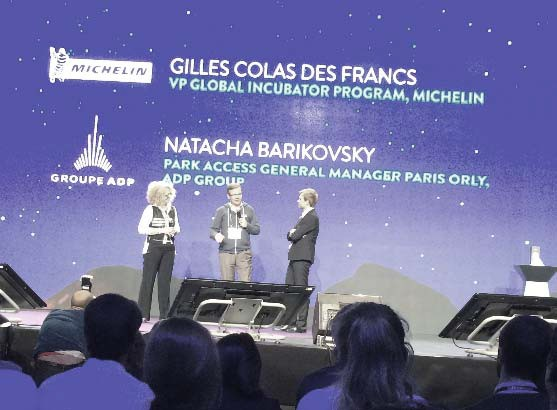 MICHELIN
GILLES COLAS DES FRANCS
VP GLOBAL INCUBATOR PROGRAM, MICHELIN
GROUPE ADP
NATACHA BARIKOVSKY
PARK ACCESS GENERAL MANAGER PARIS ORLY,
ADP GROUP